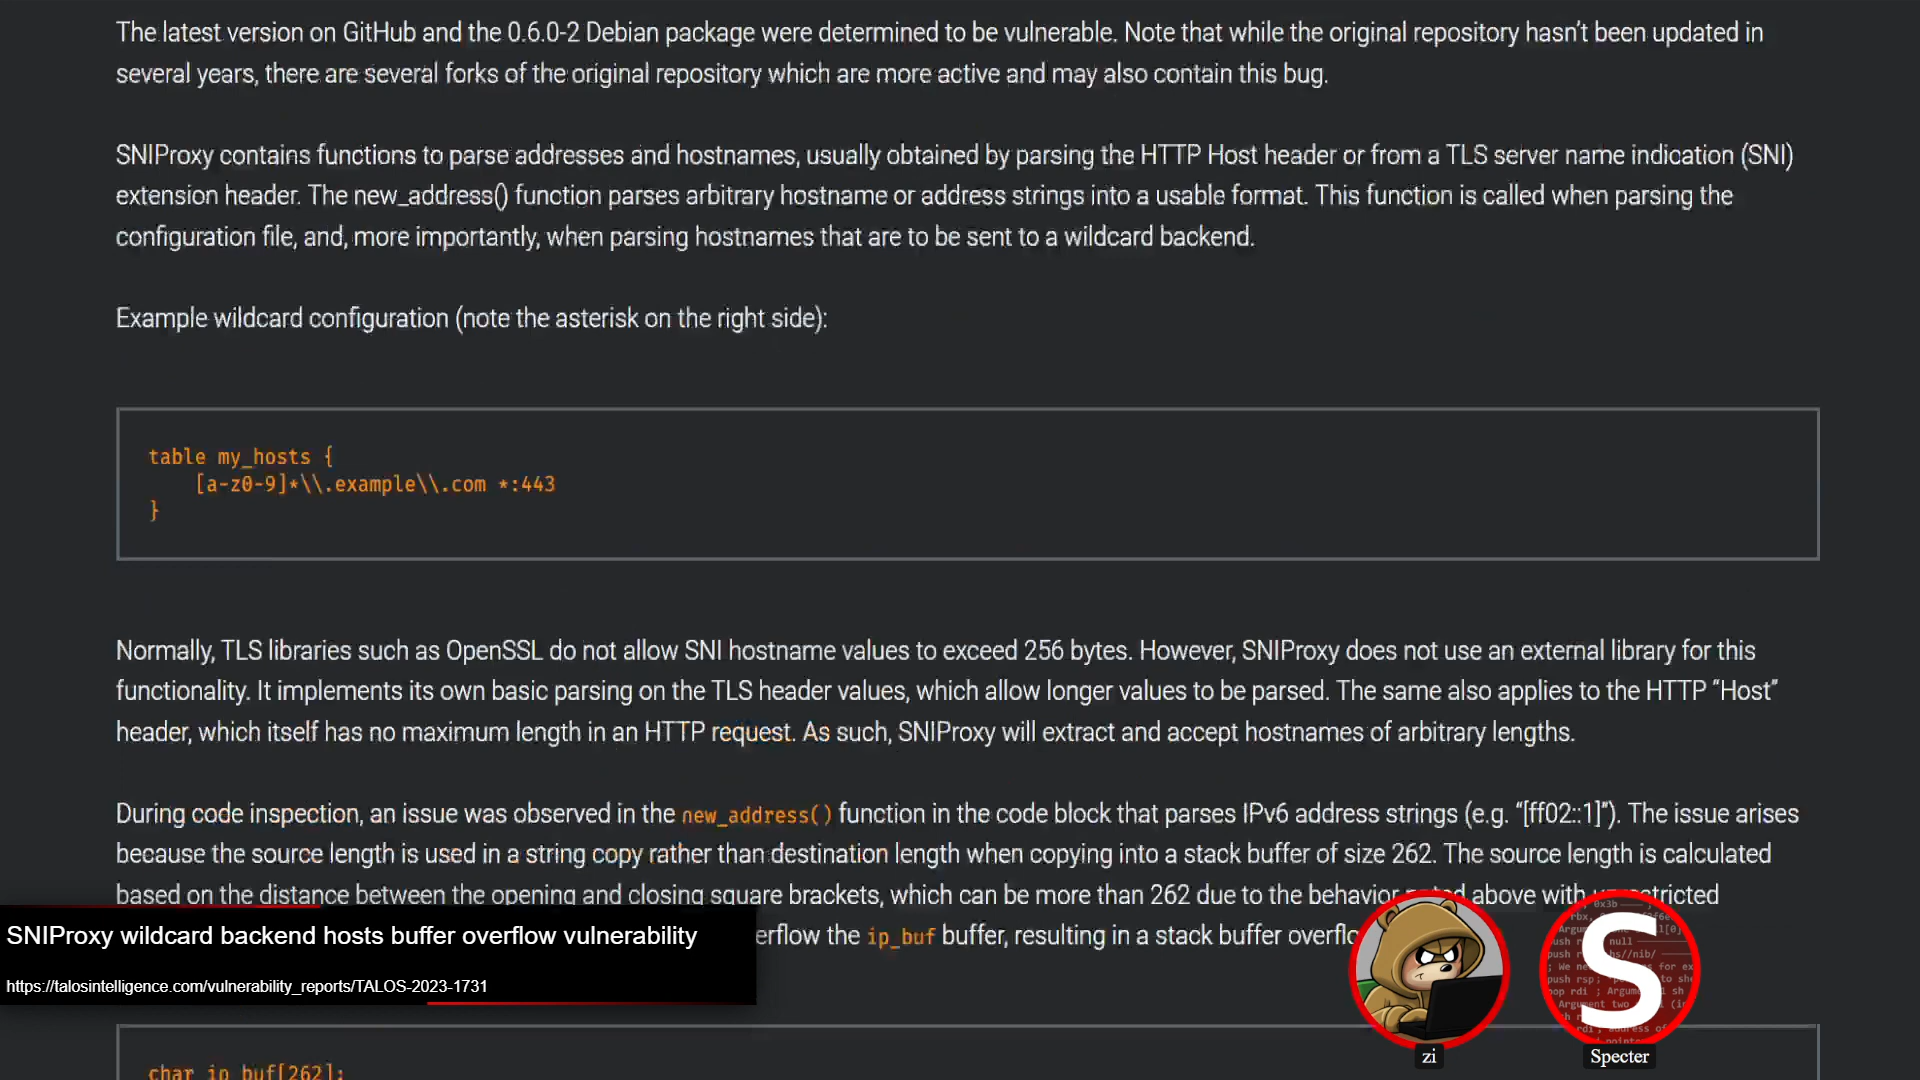 The latest version on GitHub and the 0.6.0-2 Debian package were determined to be vulnerable. Note that while the original repository hasn’t been updated in
several years, there are several forks of the original repository which are more active and may also contain this bug.
SNIProxy contains functions to parse addresses and hostnames, usually obtained by parsing the HTTP Host header or from a TLS server name indication (SNI)
extension header. The new_address() function parses arbitrary hostname or address strings into a usable format. This function is called when parsing the
configuration file, and, more importantly, when parsing hostnames that are to be sent to a wildcard backend.
Example wildcard configuration (note the asterisk on the right side):
table my_hosts {
    [a-z0-9]*\\.example\\.com *:443
}
Normally, TLS libraries such as OpenSSL do not allow SNI hostname values to exceed 256 bytes. However, SNIProxy does not use an external library for this
functionality. It implements its own basic parsing on the TLS header values, which allow longer values to be parsed. The same also applies to the HTTP “Host”
header, which itself has no maximum length in an HTTP request. As such, SNIProxy will extract and accept hostnames of arbitrary lengths.
During code inspection, an issue was observed in the new_address() function in the code block that parses IPv6 address strings (e.g. “[ff02::1]”). The issue arises
because the source length is used in a string copy rather than destination length when copying into a stack buffer of size 262. The source length is calculated
based on the distance between the opening and closing square brackets, which can be more than 262 due to the behavior above with
erflow the ip_buf buffer, resulting in a stack buffer overflo
SNIProxy wildcard backend hosts buffer overflow vulnerability
https://talosintelligence.com/vulnerability_reports/TALOS-2023-1731
char ip_buf[262];
S
zi
Specter